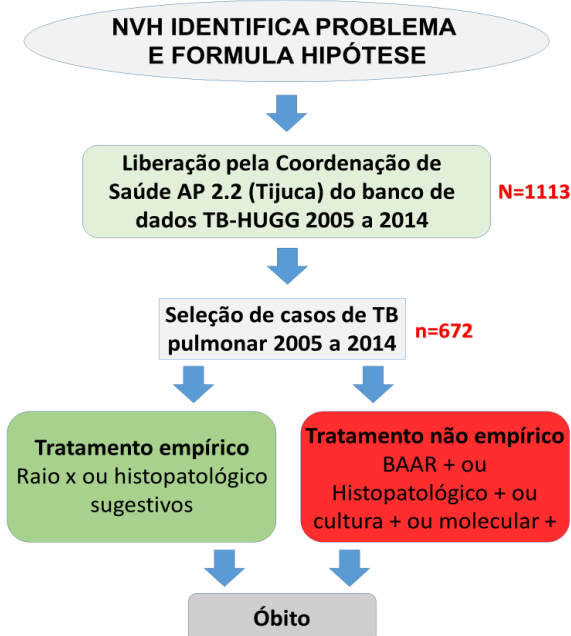 NVH IDENTIFICA PROBLEMA
E FORMULA HIPÓTESE
Liberação pela Coordenação de
Saúde AP 2.2 (Tijuca) do banco de
dados TB-HUGG 2005 a 2014
N=1113
Seleção de casos de TB
pulmonar 2005 a 2014
n=672
Tratamento empírico
Raio x ou histopatológico
sugestivos
Tratamento não empírico
BAAR + ou
Histopatológico + ou
cultura + ou molecular +
Óbito